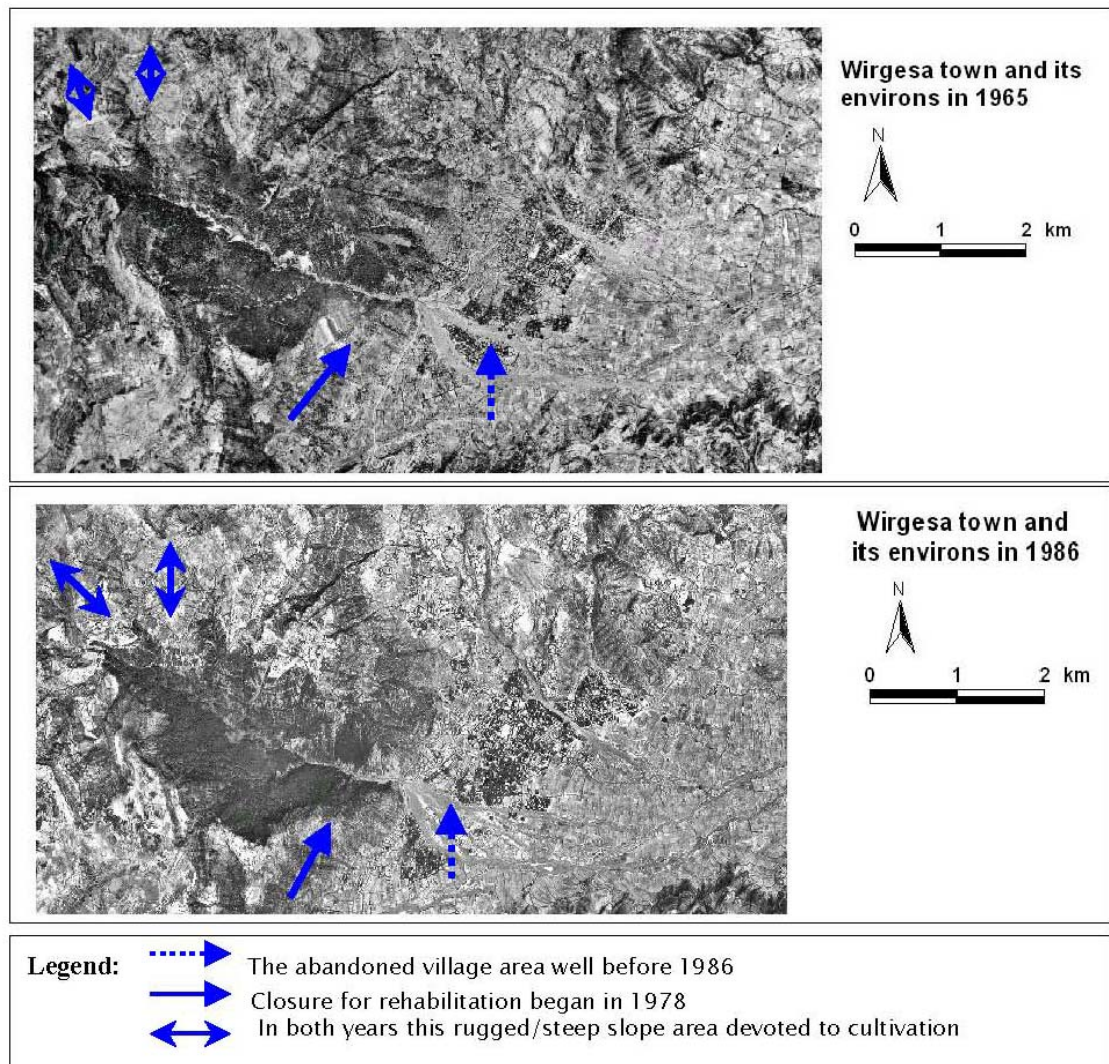 Wirgesa town and its
environs in 1965
N
0 1 2 km
Wirgesa town and
its environs in 1986
N
0 1 2 km
Legend:
The abandoned village area well before 1986
Closure for rehabilitation began in 1978
In both years this rugged/steep slope area devoted to cultivation